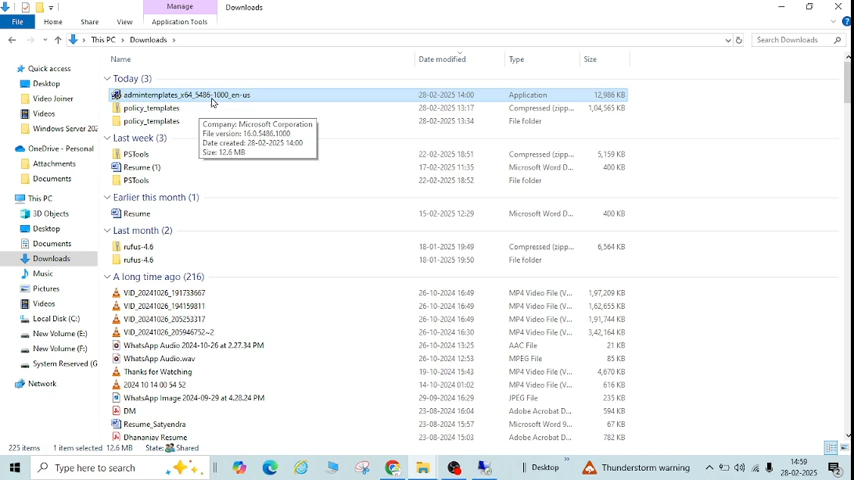 Manage
Downloads
File
Home
Share
View
Application Tools
This PC
Downloads
Search Downloads
Name
Date modified
Type
Size
Quick access
Desktop
Video Joiner
Videos
Windows Server 202
OneDrive - Personal
Attachments
Documents
This PC
3D Objects
Desktop
Documents
Downloads
Music
Pictures
Videos
Local Disk (C:)
New Volume (E:)
New Volume (F:)
System Reserved (G
Network
Today (3)
admintemplates_x64_5486-1000_en-us 28-02-2025 14:00 Application 12,986 KB
policy_templates 28-02-2025 13:17 Compressed (zipp... 1,04,565 KB
policy_templates 28-02-2025 13:34 File folder
Company: Microsoft Corporation
File version: 16.0.5486.1000
Date created: 28-02-2025 14:00
Size: 12.6 MB
Last week (3)
PSTools 22-02-2025 18:51 Compressed (zipp... 5,159 KB
Resume (1) 17-02-2025 11:35 Microsoft Word D... 400 KB
PSTools 22-02-2025 18:52 File folder
Earlier this month (1)
Resume 15-02-2025 12:29 Microsoft Word D... 400 KB
Last month (2)
rufus-4.6 18-01-2025 19:49 Compressed (zipp... 6,564 KB
rufus-4.6 18-01-2025 19:50 File folder
A long time ago (216)
VID_20241026_191733667 26-10-2024 16:49 MP4 Video File (V... 1,97,209 KB
VID_20241026_194159811 26-10-2024 16:49 MP4 Video File (V... 1,62,655 KB
VID_20241026_205253317 26-10-2024 16:49 MP4 Video File (V... 1,91,744 KB
VID_20241026_205946752~2 26-10-2024 16:30 MP4 Video File (V... 3,42,164 KB
WhatsApp Audio 2024-10-26 at 2.27.34 PM 26-10-2024 13:25 AAC File 21 KB
WhatsApp Audio.wav 26-10-2024 12:53 MPEG File 85 KB
Thanks for Watching 19-10-2024 15:43 MP4 Video File (V... 4,670 KB
2024 10 14 00 54 52 14-10-2024 01:02 MP4 Video File (V... 616 KB
WhatsApp Image 2024-09-29 at 4.28.24 PM 29-09-2024 16:29 JPEG File 235 KB
DM 23-08-2024 16:04 Adobe Acrobat D... 594 KB
Resume_Satyendra 23-08-2024 15:57 Microsoft Word 9... 67 KB
Dhananjay Resume 23-08-2024 15:03 Adobe Acrobat D... 782 KB
225 items 1 item selected 12.6 MB State: Shared
Type here to search
Desktop
Thunderstorm warning
14:59
28-02-2025
2